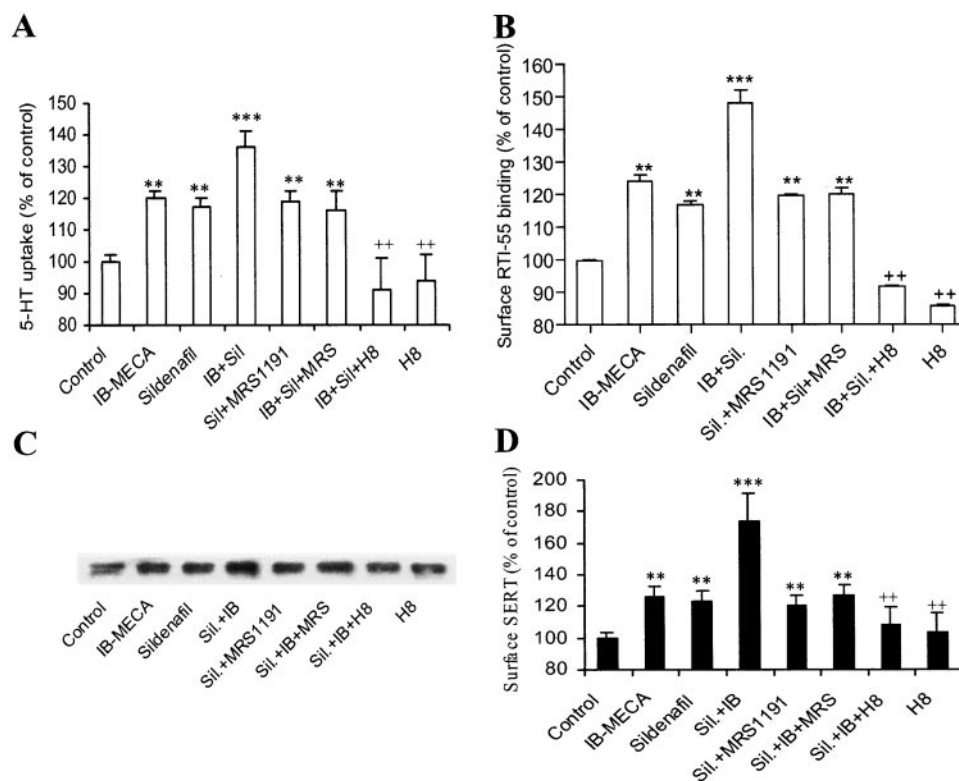 A
5-HT uptake (% of control)
150
140
130
120
110
100
90
80
**
**
***
**
**
++
++
Control
IB-MECA
Sildenafil
IB+Sil
Sil+MRS1191
IB+Sil+MRS
IB+Sil+H8
H8
B
Surface RTI-55 binding (% of control)
160
150
140
130
120
110
100
90
80
**
**
***
**
**
++
++
Control
IB-MECA
Sildenafil
IB+Sil.
Sil.+MRS1191
IB+Sil+MRS
IB+Sil.+H8
H8
C
Control
IB-MECA
Sildenafil
Sil.+IB
Sil.+MRS1191
Sil.+IB+MRS
Sil.+IB+H8
H8
D
Surface SERT (% of control)
200
180
160
140
120
100
80
**
**
***
**
**
++
++
Control
IB-MECA
Sildenafil
Sil.+IB
Sil.+MRS1191
Sil.+IB+MRS
Sil.+IB+H8
H8